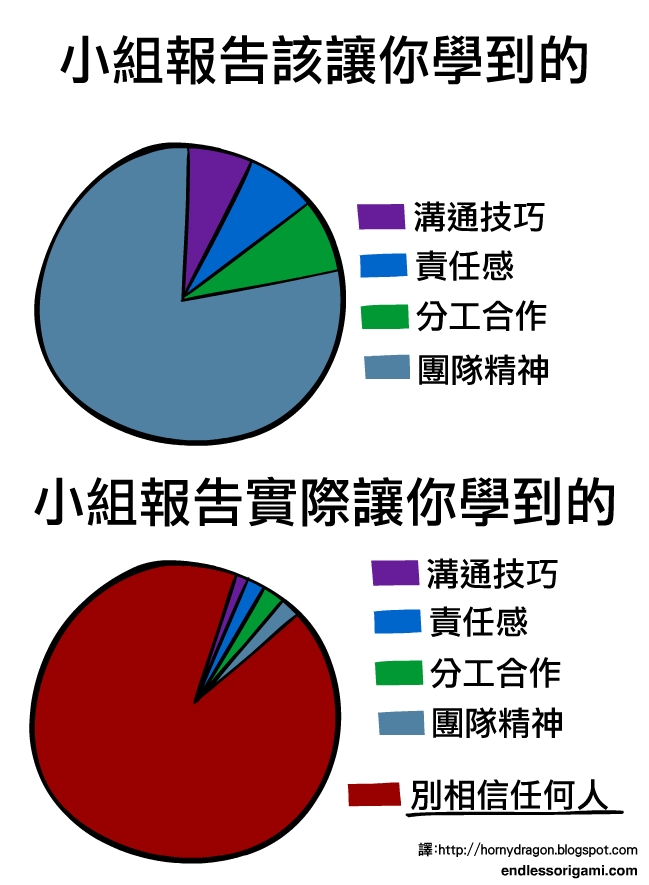 小組報告該讓你學到的
溝通技巧
責任感
分工合作
團隊精神
小組報告實際讓你學到的
溝通技巧
責任感
分工合作
團隊精神
別相信任何人
譯:http://hornydragon.blogspot.com
endlessorigami.com